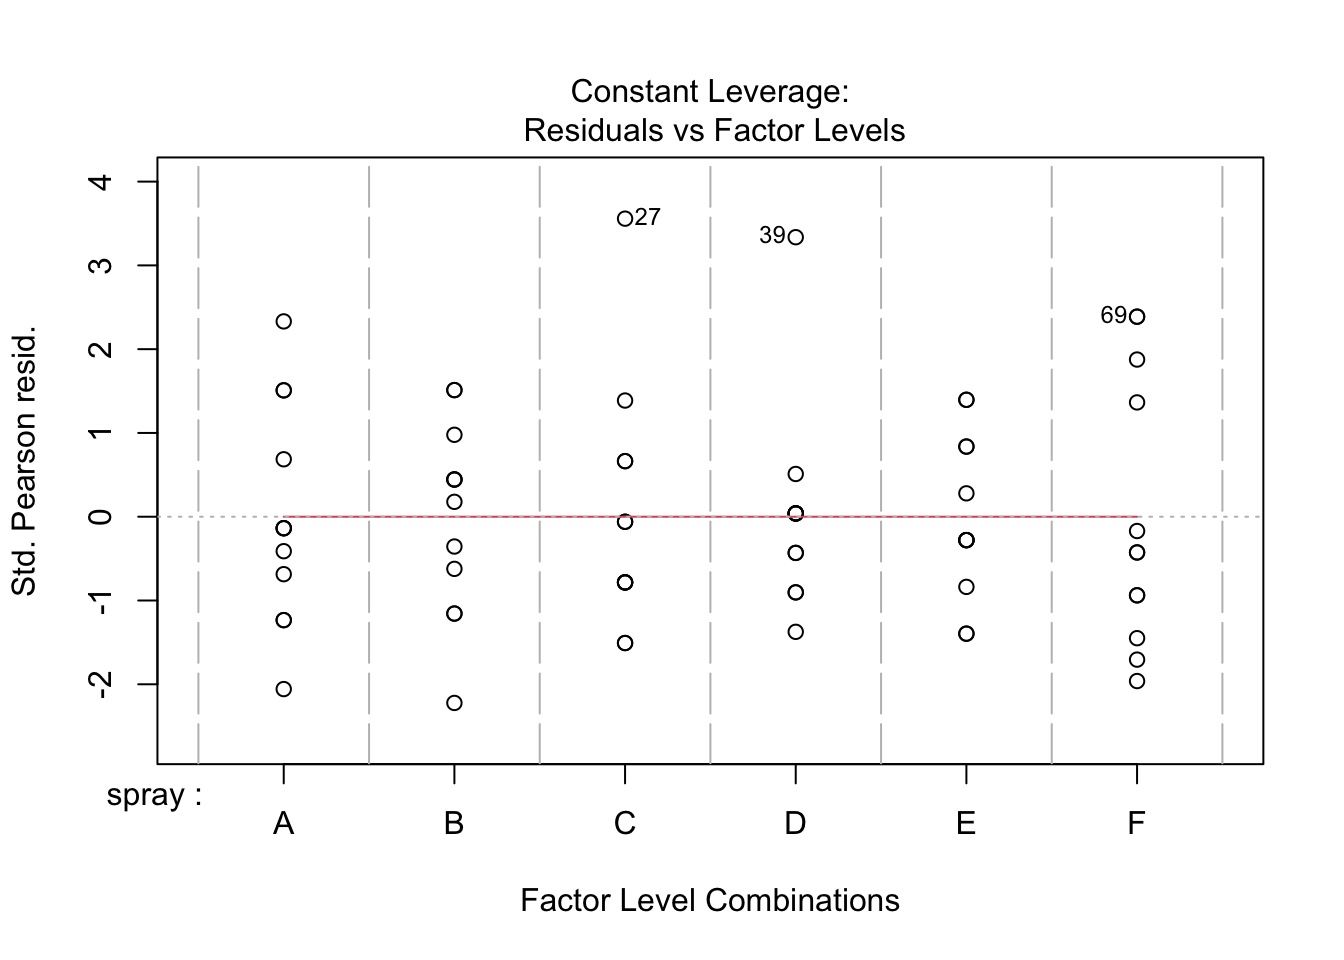 Constant Leverage:
Residuals vs Factor Levels
Std. Pearson resid.
4
3
2
1
0
-1
-2
27
39
69
spray :
A B C D E F
Factor Level Combinations